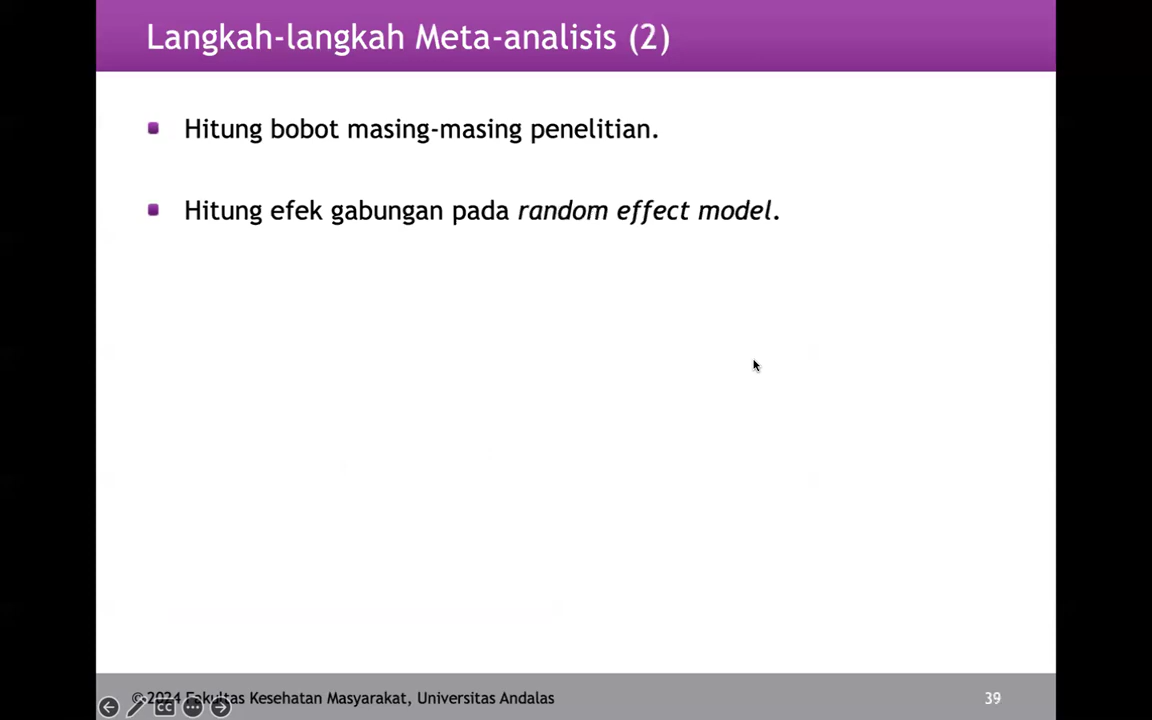 Langkah-langkah Meta-analisis (2)
Hitung bobot masing-masing penelitian.
Hitung efek gabungan pada random effect model.
©2024 Fakultas Kesehatan Masyarakat, Universitas Andalas
39
CC